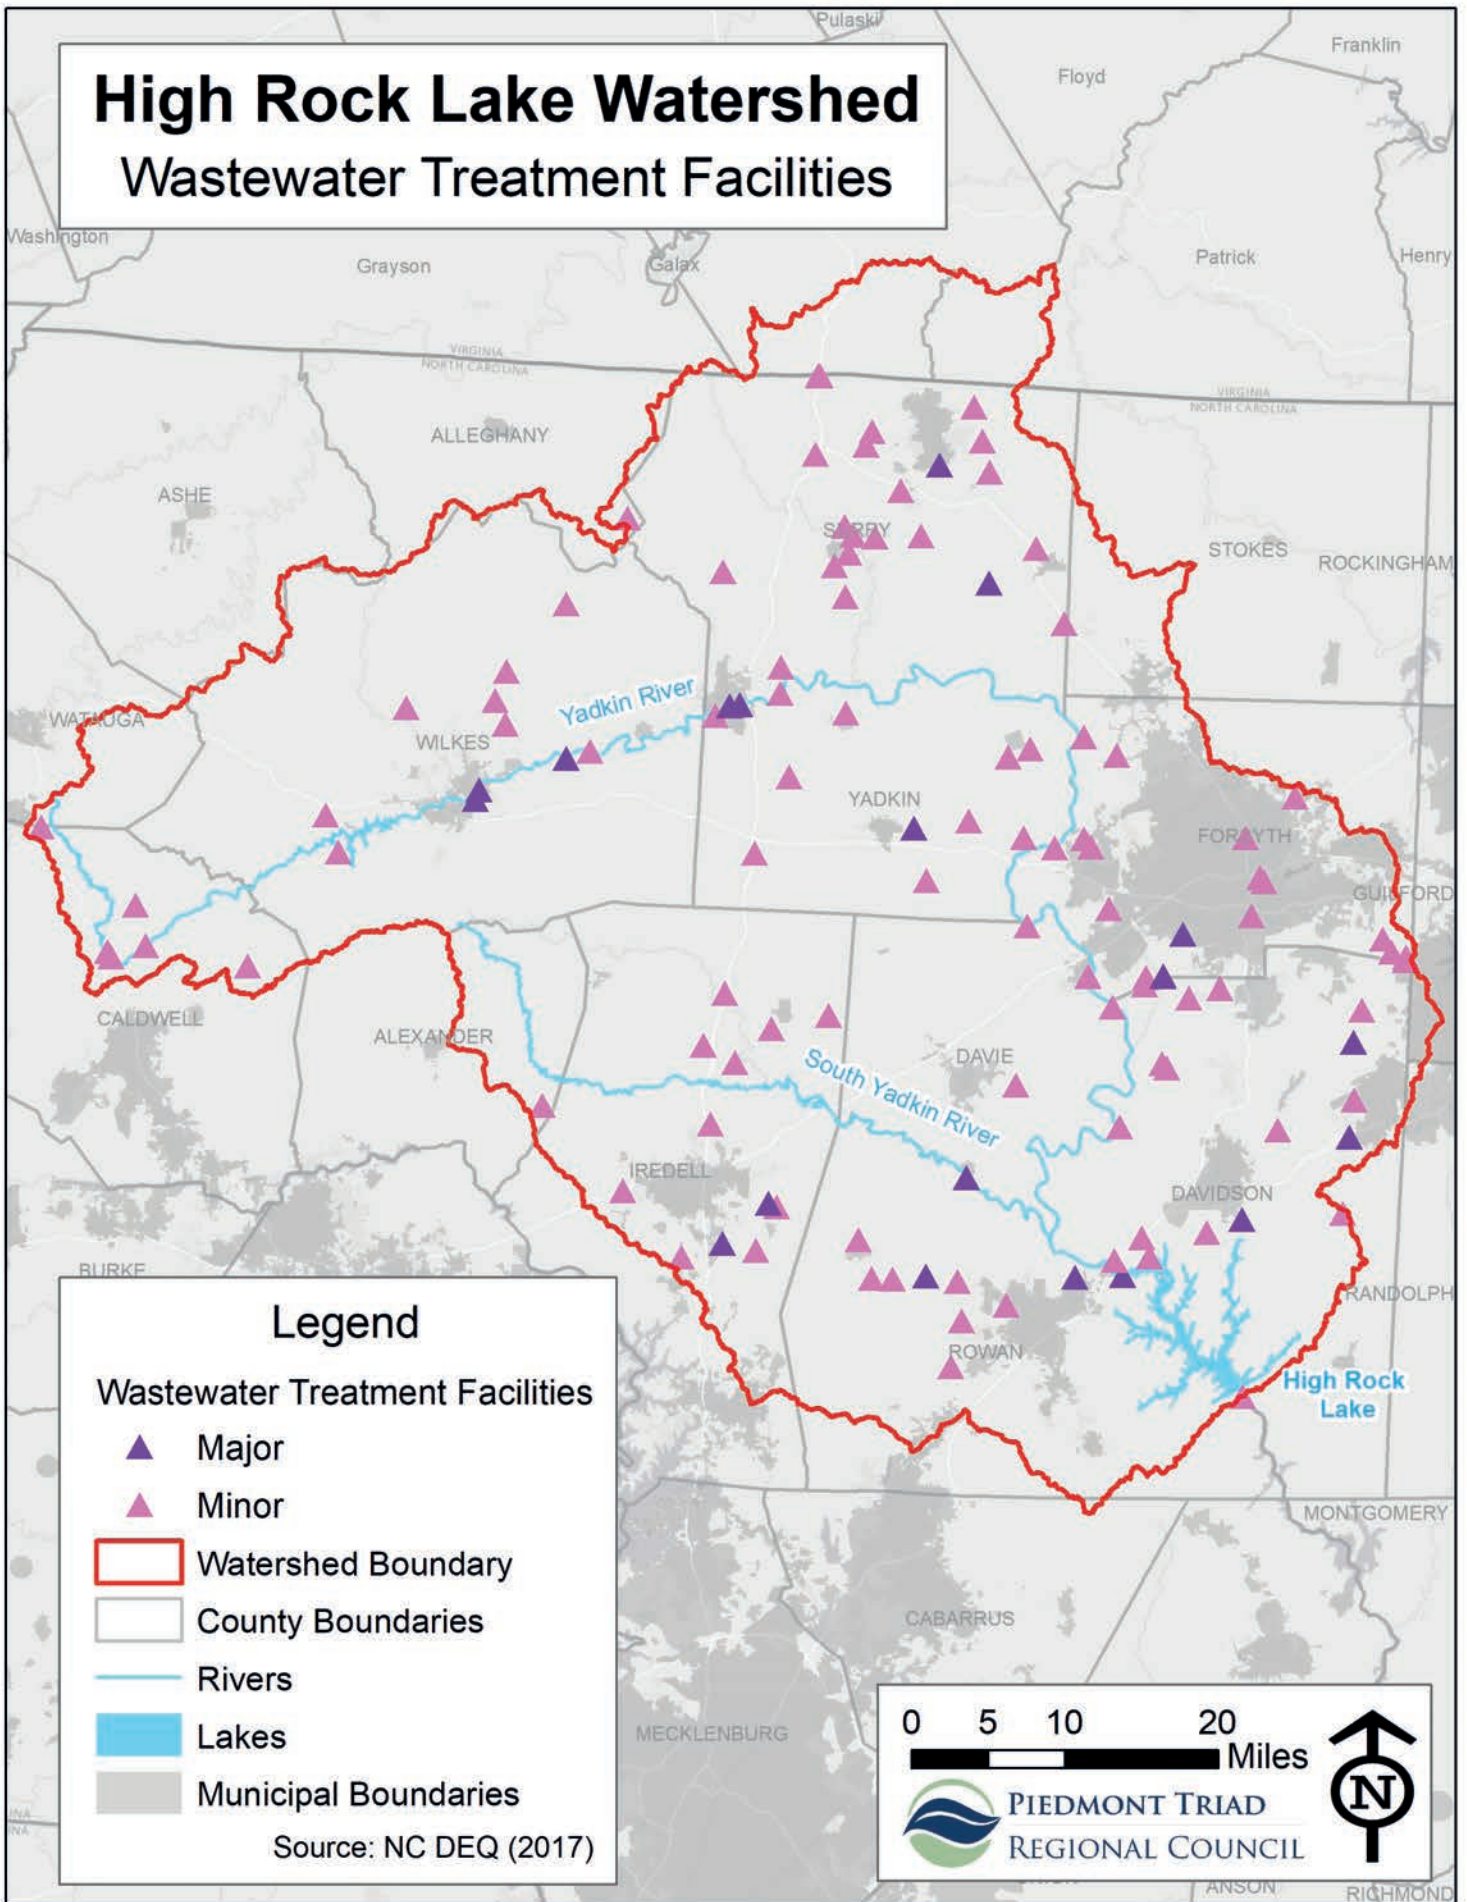 Pulaski
Franklin
Floyd
High Rock Lake Watershed
Wastewater Treatment Facilities
Washington
Grayson
Galax
Patrick
Henry
VIRGINIA
NORTH CAROLINA
VIRGINIA
NORTH CAROLINA
ALLEGHANY
ASHE
SURRY
STOKES
ROCKINGHAM
Yadkin River
WATAUGA
WILKES
YADKIN
FORSYTH
GUILFORD
CALDWELL
ALEXANDER
DAVIE
South Yadkin River
IREDELL
DAVIDSON
BURKE
RANDOLPH
ROWAN
High Rock
Lake
MONTGOMERY
CABARRUS
MECKLENBURG
Legend
Wastewater Treatment Facilities
Major
Minor
Watershed Boundary
County Boundaries
Rivers
Lakes
Municipal Boundaries
Source: NC DEQ (2017)
0 5 10 20
Miles
N
PIEDMONT TRIAD
REGIONAL COUNCIL
ANSON
RICHMOND